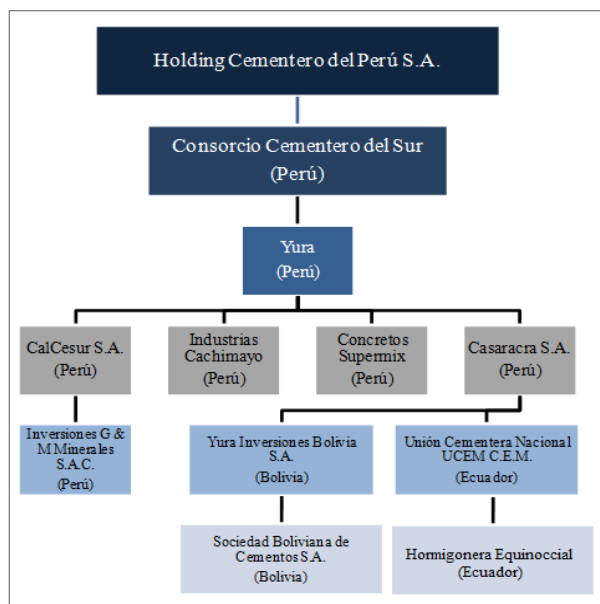 Holding Cementero del Perú S.A.
Consorcio Cementero del Sur
(Perú)
Yura
(Perú)
CalCesur S.A.
(Perú)
Industrias
Cachimayo
(Perú)
Concretos
Supermix
(Perú)
Casaracra S.A.
(Perú)
Inversiones G &
M Minerales
S.A.C.
(Perú)
Yura Inversiones Bolivia
S.A.
(Bolivia)
Unión Cementera Nacional
UCEM C.E.M.
(Ecuador)
Sociedad Boliviana de
Cementos S.A.
(Bolivia)
Hormigonera Equinoccial
(Ecuador)